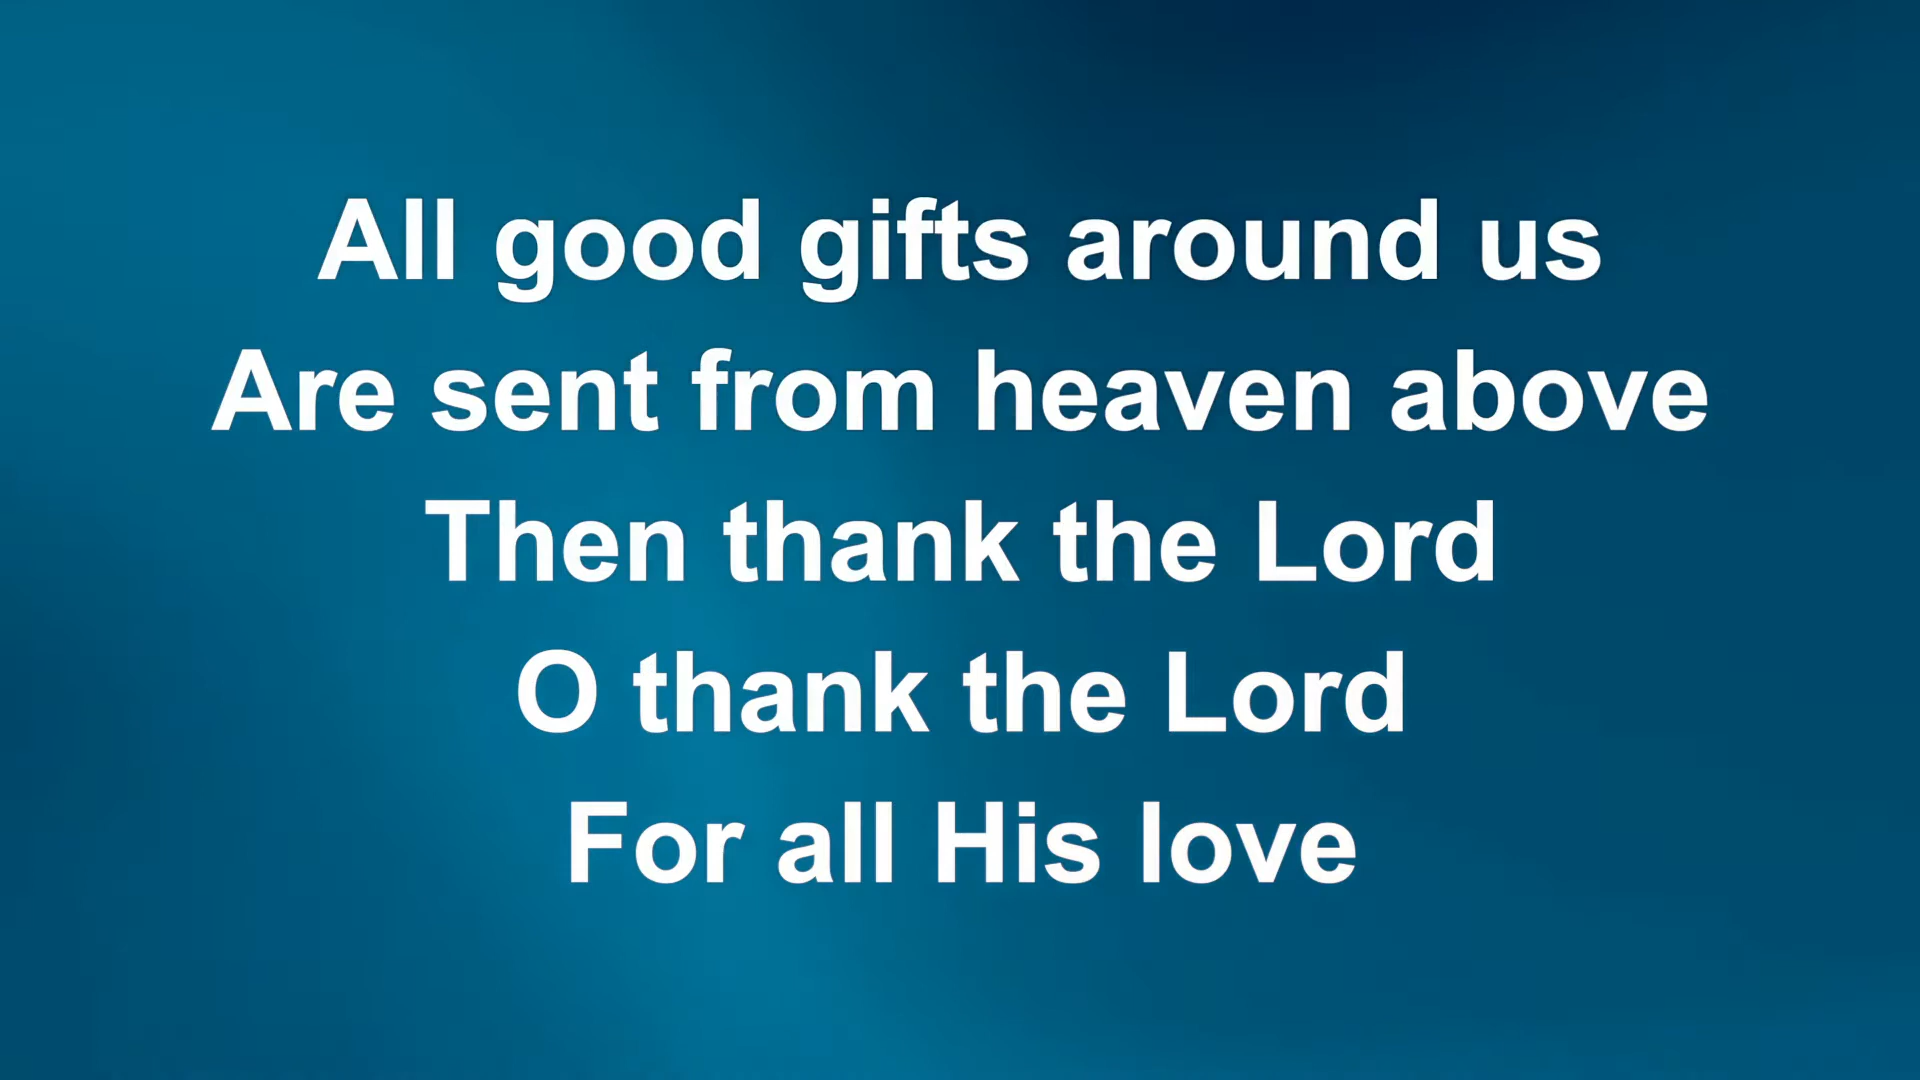 All good gifts around us
Are sent from heaven above
Then thank the Lord
O thank the Lord
For all His love